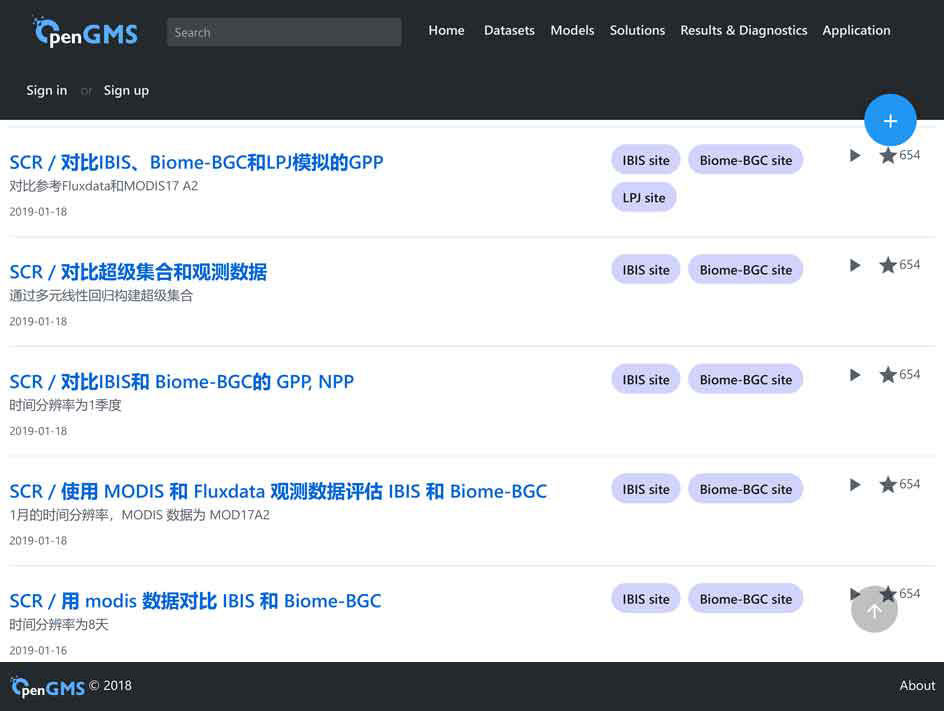 OpenGMS
Search
Home Datasets Models Solutions Results & Diagnostics Application
Sign in or Sign up
+
SCR / 对比IBIS、Biome-BGC和LPJ模拟的GPP
对比参考Fluxdata和MODIS17 A2
2019-01-18
IBIS site Biome-BGC site
LPJ site
654
SCR / 对比超级集合和观测数据
通过多元线性回归构建超级集合
2019-01-18
IBIS site Biome-BGC site
654
SCR / 对比IBIS和 Biome-BGC的 GPP, NPP
时间分辨率为1季度
2019-01-18
IBIS site Biome-BGC site
654
SCR / 使用 MODIS 和 Fluxdata 观测数据评估 IBIS 和 Biome-BGC
1月的时间分辨率，MODIS 数据为 MOD17A2
2019-01-18
IBIS site Biome-BGC site
654
SCR / 用 modis 数据对比 IBIS 和 Biome-BGC
时间分辨率为8天
2019-01-16
IBIS site Biome-BGC site
654
OpenGMS © 2018
About